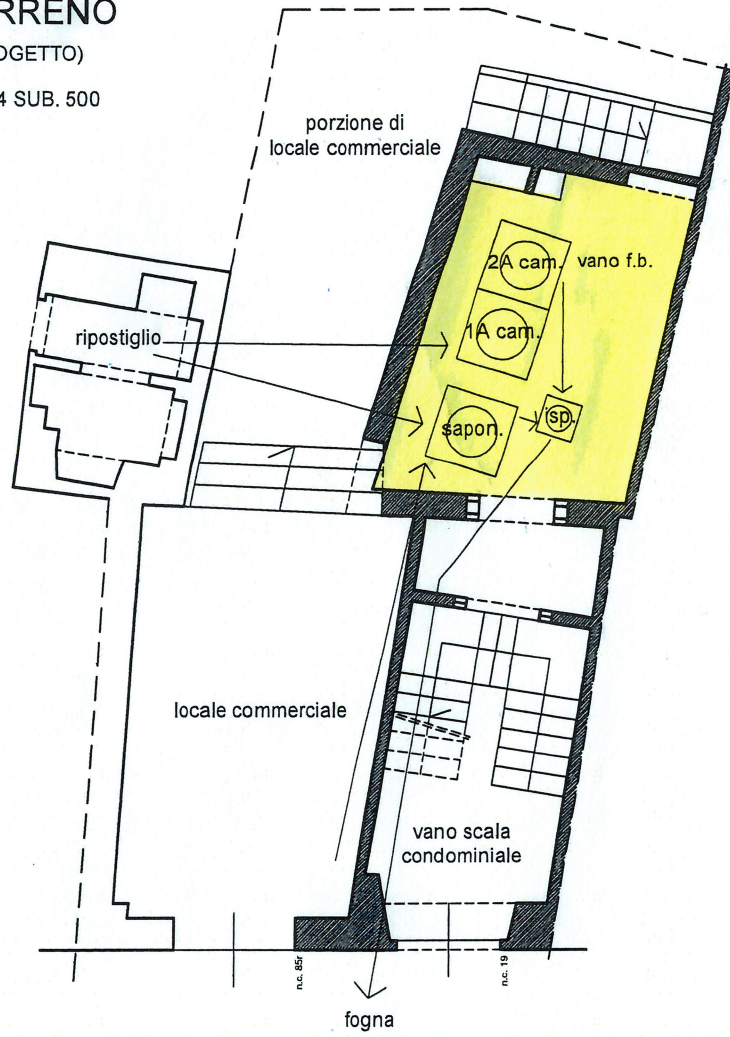 RRENO
OGETTO)
4 SUB. 500
porzione di
locale commerciale
2A cam.
vano f.b.
1A cam.
ripostiglio
sapon.
isp.
locale commerciale
vano scala
condominiale
n.c. 85r
n.c. 19
fogna